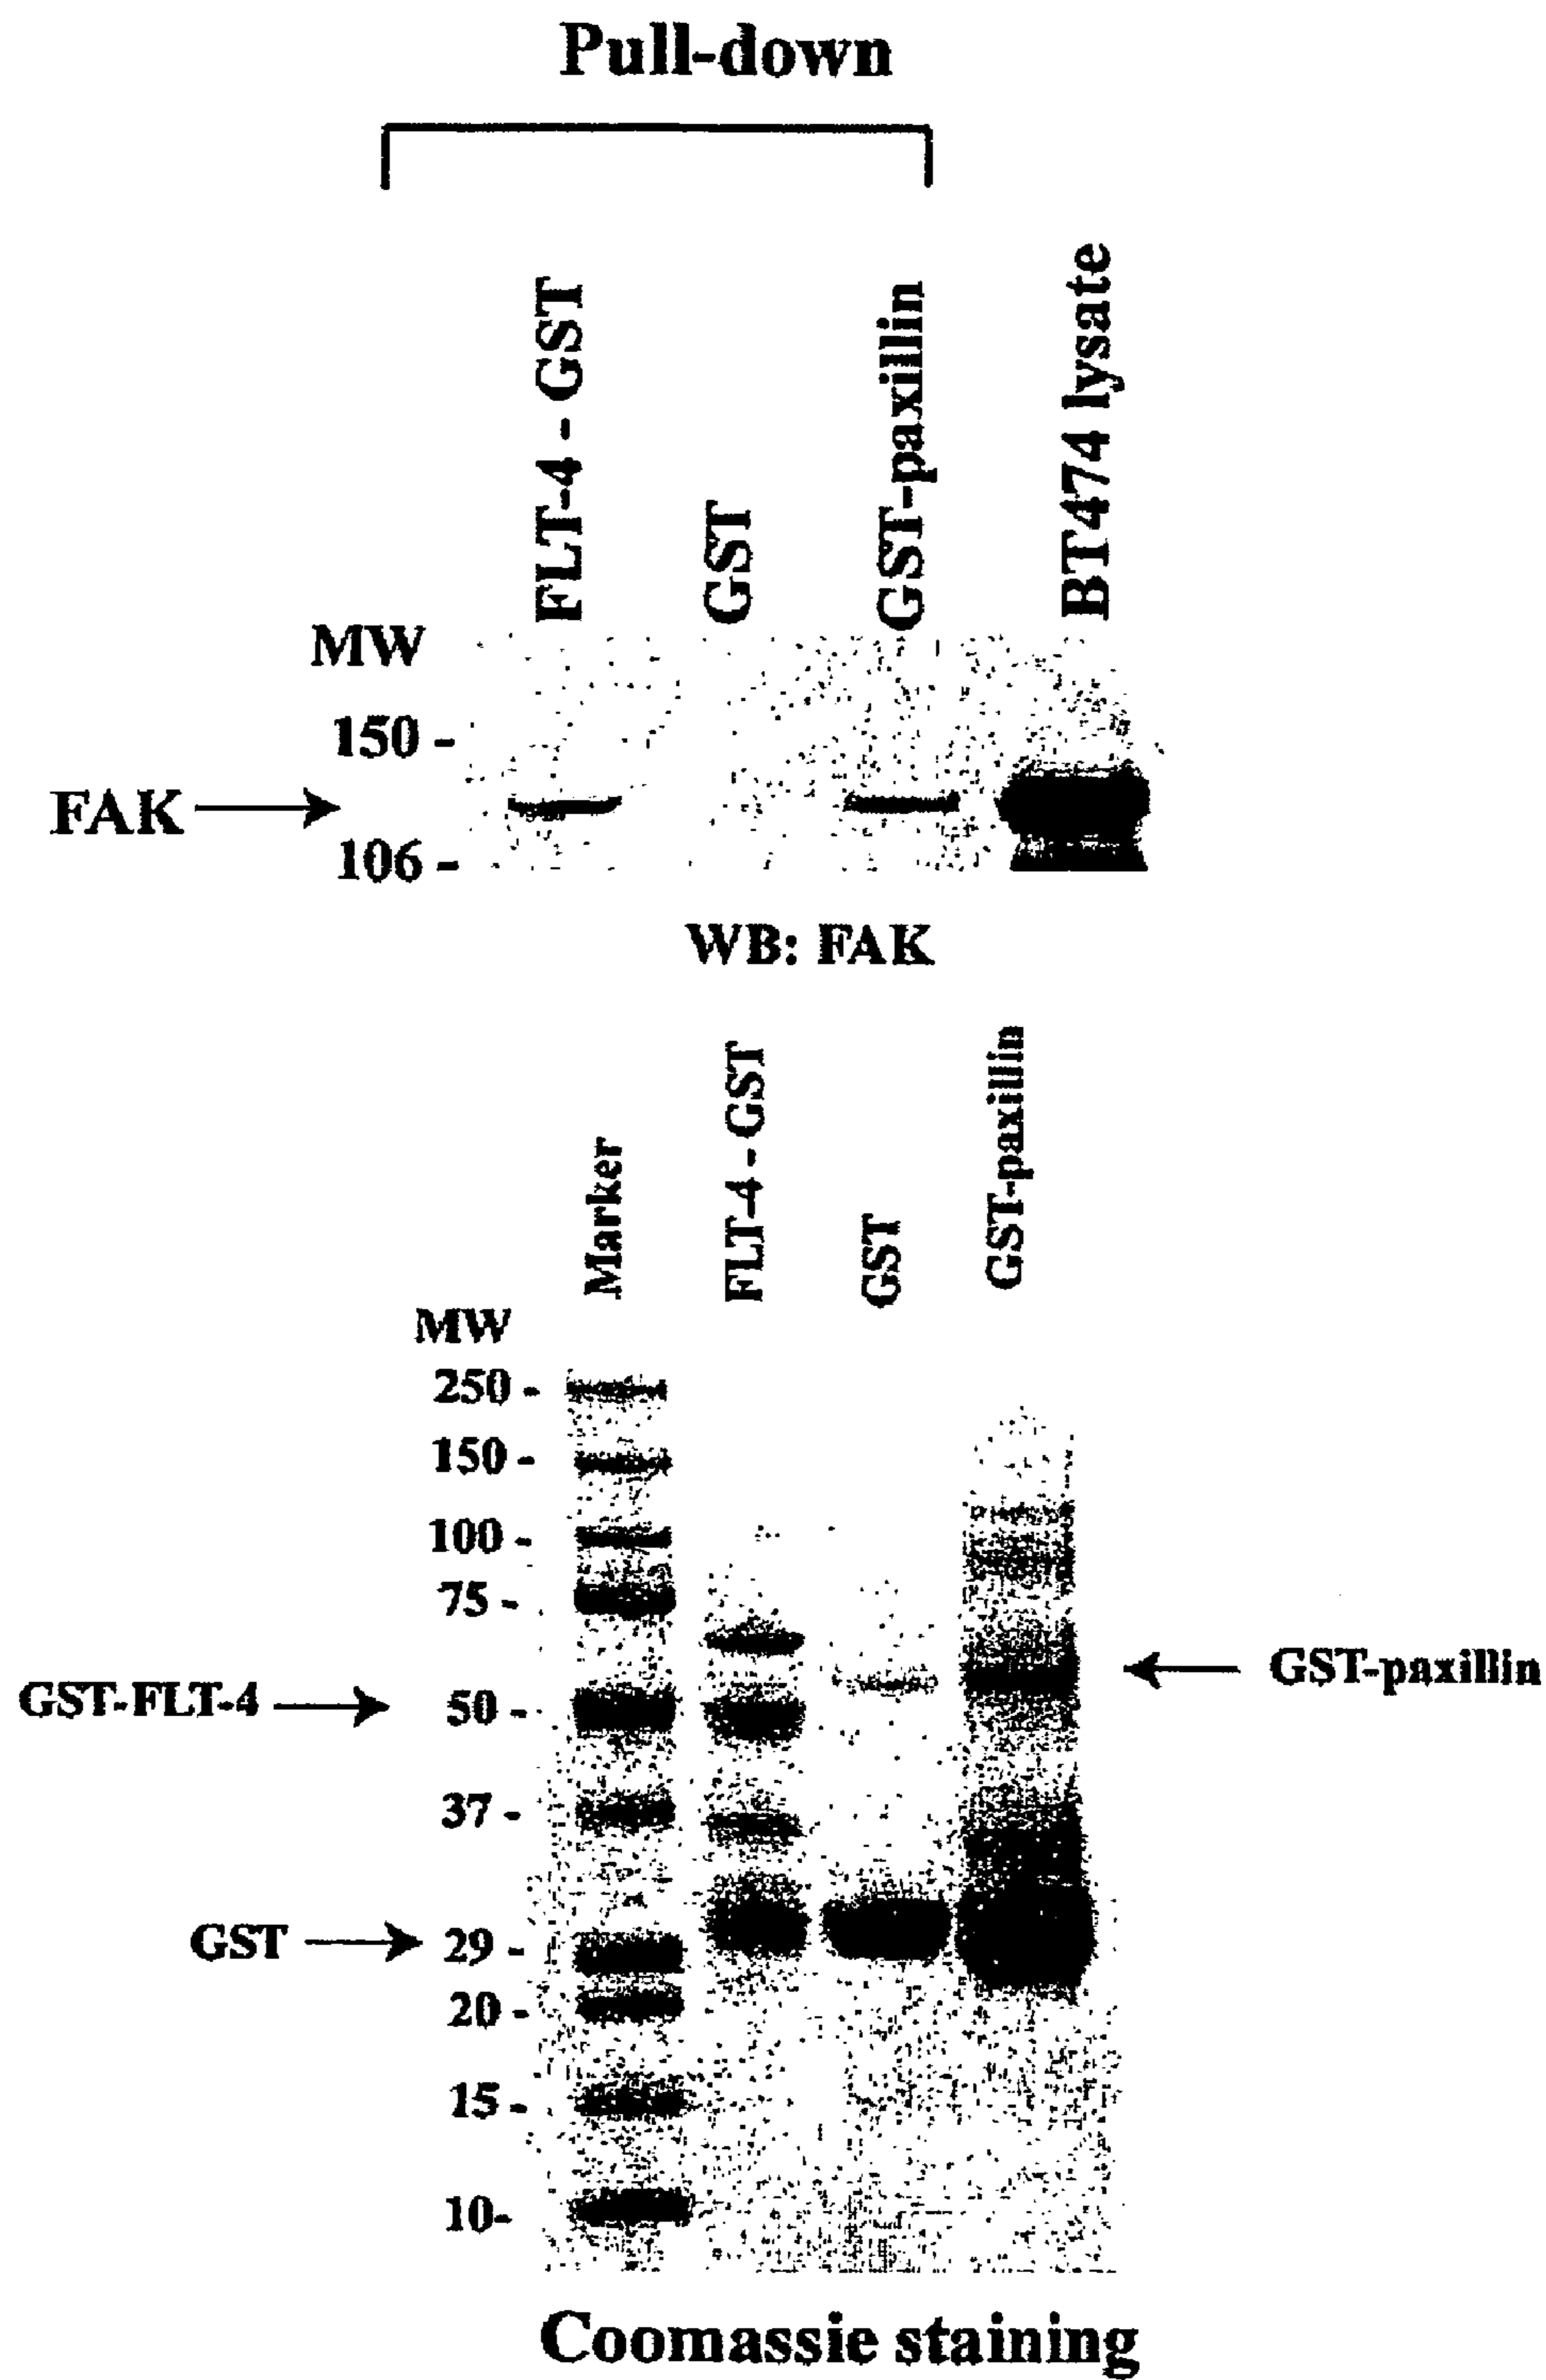 Pull-down
FLT-4 - GST
GST
GST-paxillin
BT474 lysate
MW
150 -
FAK
106 -
WB: FAK
Marker
FLT-4 - GST
GST
GST-paxillin
MW
250 -
150 -
100 -
75 -
GST-paxillin
GST-FLT-4
50 -
37 -
GST
29 -
20 -
15 -
10-
Coomassie staining